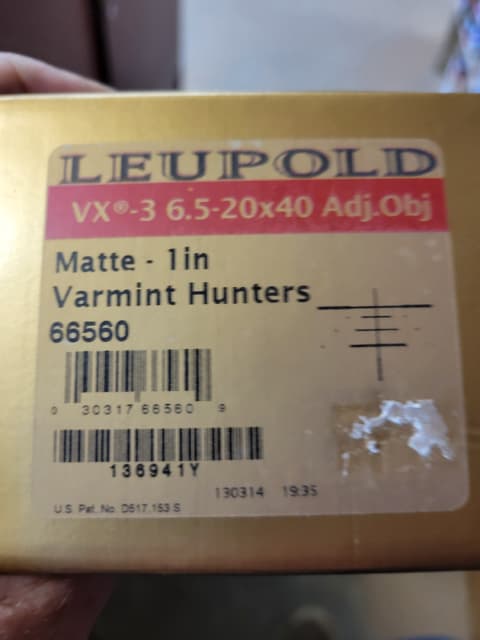 LEUPOLD
VX®-3 6.5-20x40 Adj.Obj
Matte - 1in
Varmint Hunters
66560
0 30317 66560 9
136941Y
130314 19:35
U.S. Pat. No. D517,153 S